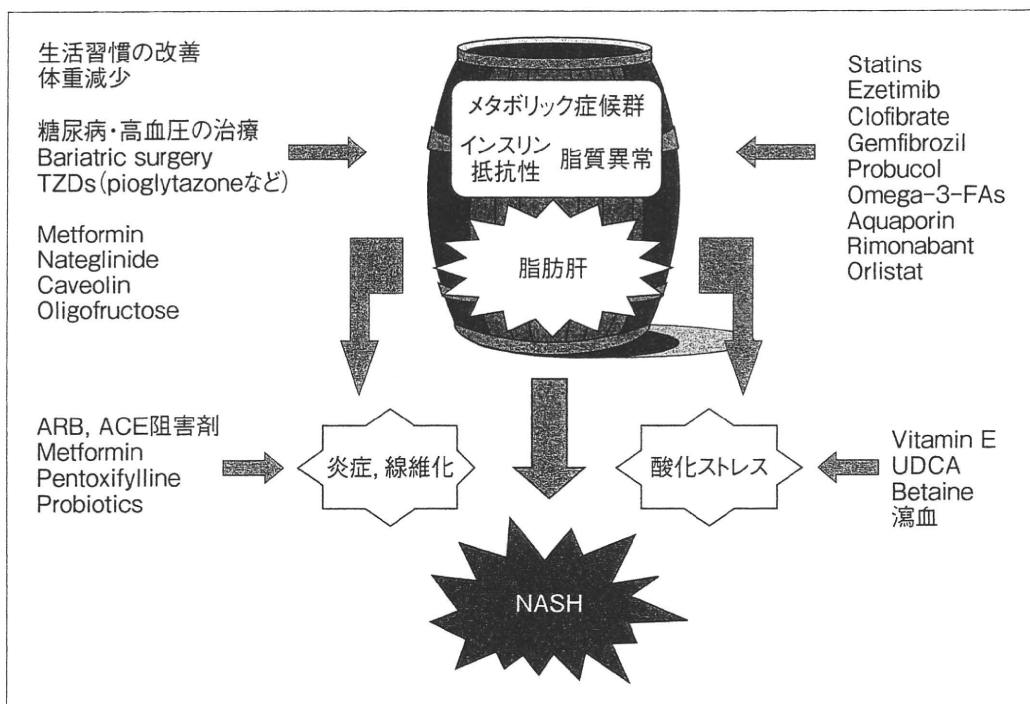 生活習慣の改善
体重減少
糖尿病・高血圧の治療
Bariatric surgery
TZDs(pioglytazoneなど)
Metformin
Nateglinide
Caveolin
Oligofructose
メタボリック症候群
インスリン
抵抗性
脂質異常
脂肪肝
Statins
Ezetimib
Clofibrate
Gemfibrozil
Probucol
Omega-3-FAs
Aquaporin
Rimonabant
Orlistat
ARB, ACE阻害剤
Metformin
Pentoxifylline
Probiotics
炎症, 線維化
酸化ストレス
Vitamin E
UDCA
Betaine
瀉血
NASH